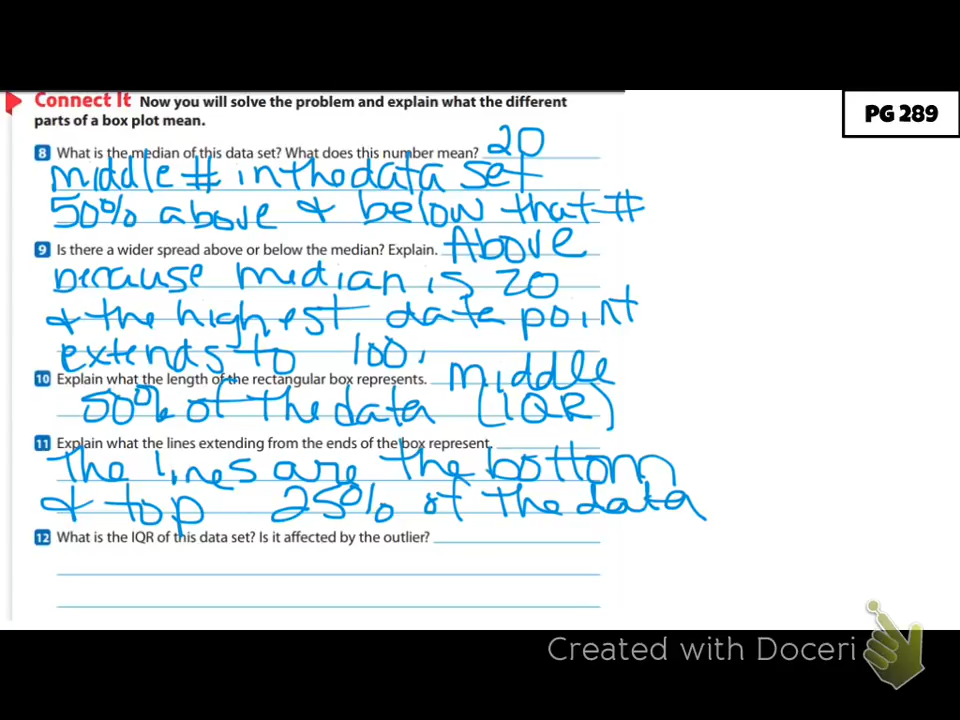 Connect It Now you will solve the problem and explain what the different
parts of a box plot mean.
PG 289
8 What is the median of this data set? What does this number mean? 20
middle # in the data set
50% above & below that #
9 Is there a wider spread above or below the median? Explain. Above
because median is 20
& the highest data point
extends to 100.
10 Explain what the length of the rectangular box represents. middle
50% of the data (IQR)
11 Explain what the lines extending from the ends of the box represent.
The lines are the bottom
& top 25% of the data
12 What is the IQR of this data set? Is it affected by the outlier?
Created with Doceri